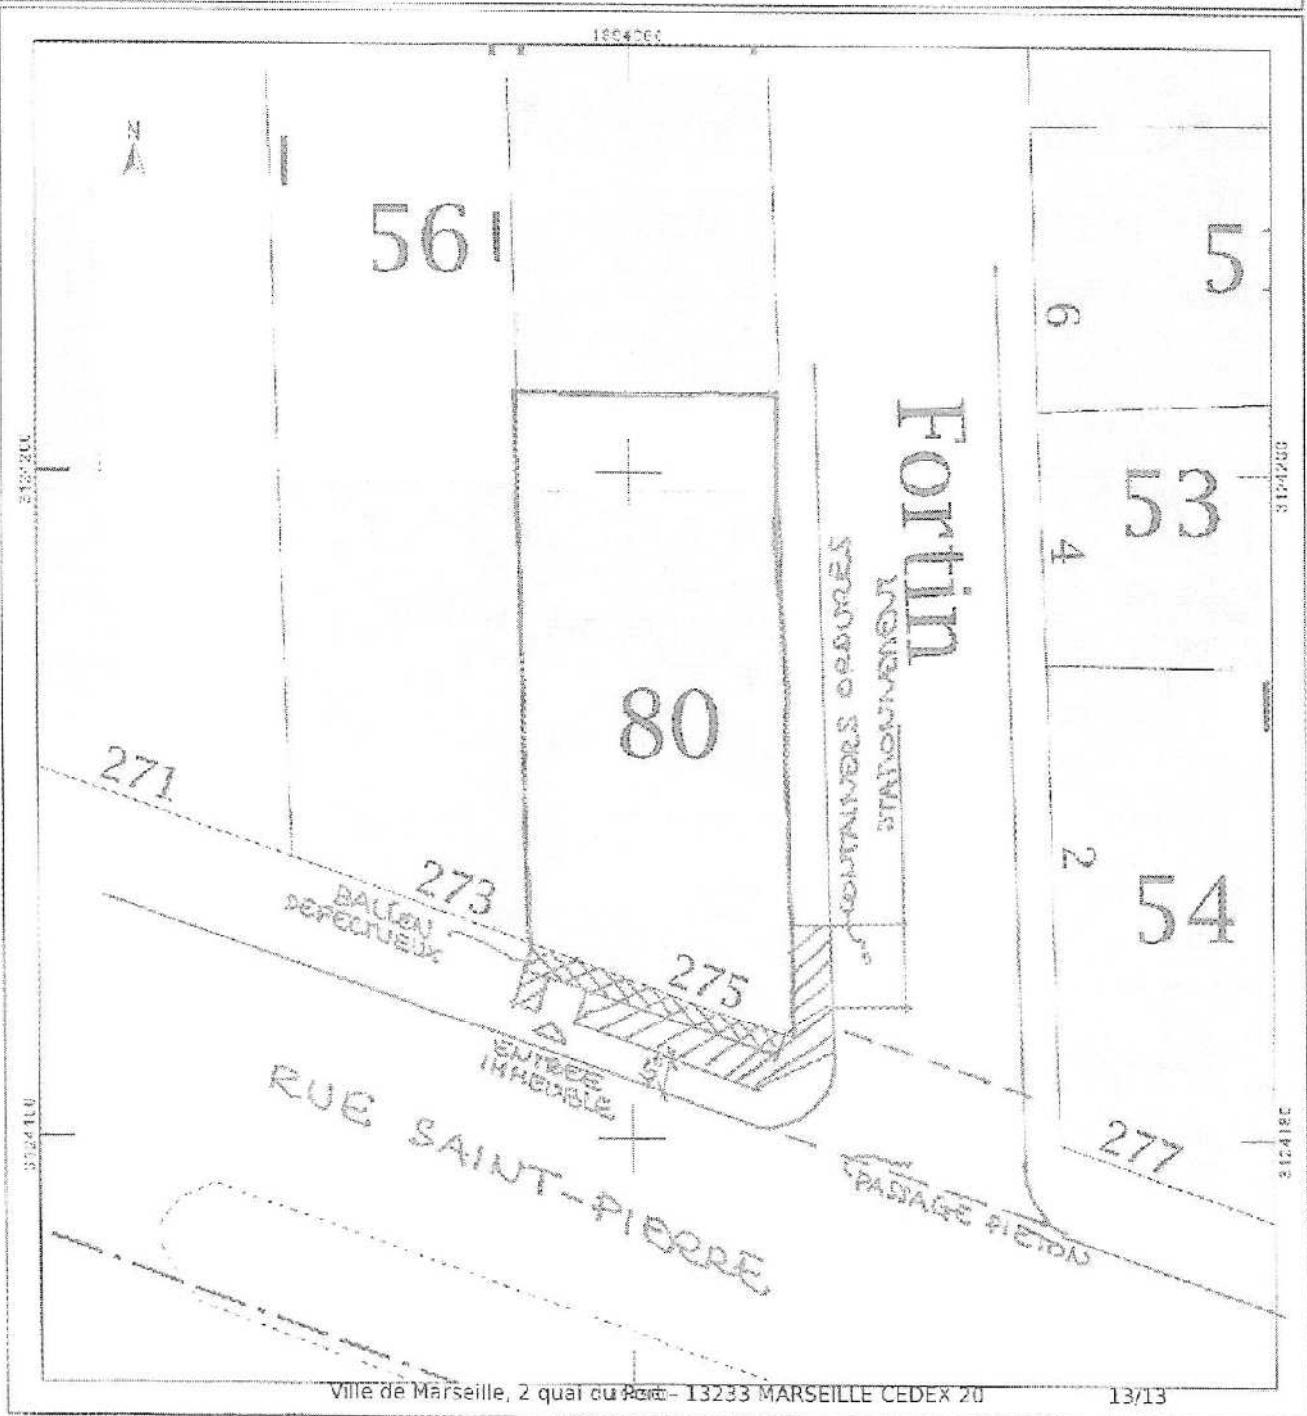 N
56
5
6
Fortin
53
4
CONTAINERS ORDURES
STATIONNEMENT
80
271
2
273
54
BALCON
DEFECTUEUX
275
ENTREE
IMMEUBLE
RUE SAINT-PIERRE
277
PASSAGE PIETON
3124200
3124180
Ville de Marseille, 2 quai du Port - 13233 MARSEILLE CEDEX 20
13/13